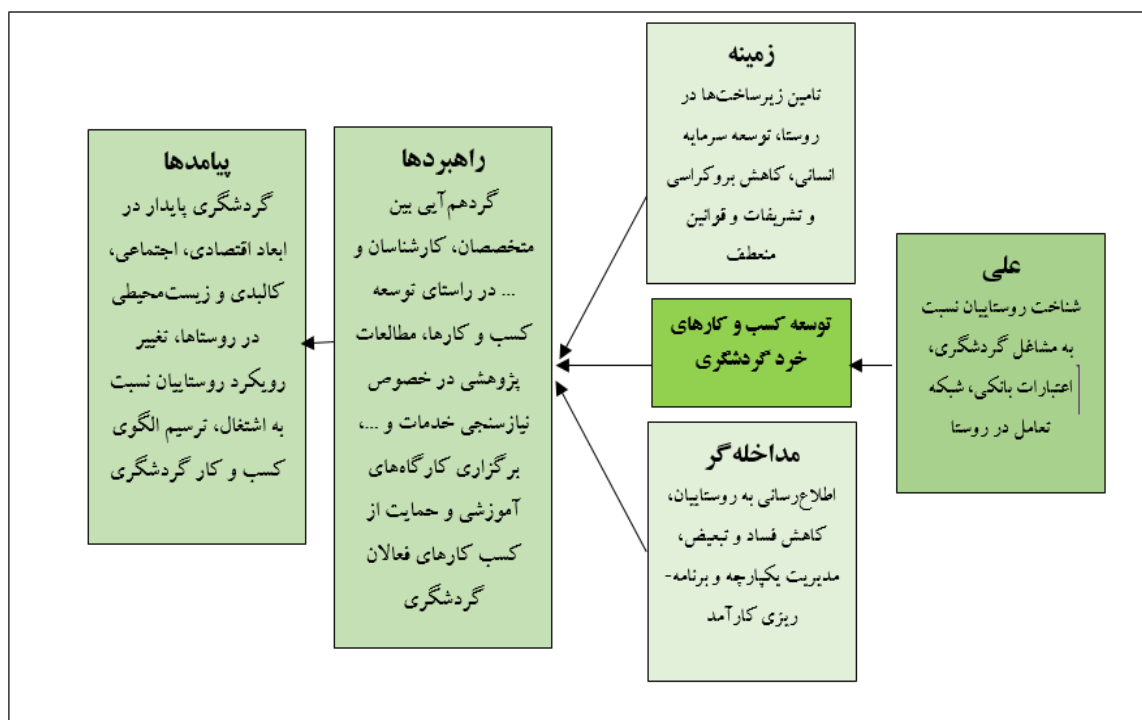 علی
شناخت روستاییان نسبت
به مشاغل گردشگری،
اعتبارات بانکی، شبکه
تعامل در روستا
زمینه
تامین زیرساخت‌ها در
روستا، توسعه سرمایه
انسانی، کاهش بروکراسی
و تشریفات و قوانین
منعطف
توسعه کسب و کارهای
خرد گردشگری
مداخله‌گر
اطلاع‌رسانی به روستاییان،
کاهش فساد و تبعیض،
مدیریت یکپارچه و برنامه-
ریزی کارآمد
راهبردها
گردهم‌آیی بین
متخصصان، کارشناسان و
... در راستای توسعه
کسب و کارها، مطالعات
پژوهشی در خصوص
نیازسنجی خدمات و ...،
برگزاری کارگاه‌های
آموزشی و حمایت از
کسب کارهای فعالان
گردشگری
پیامدها
گردشگری پایدار در
ابعاد اقتصادی، اجتماعی،
کالبدی و زیست‌محیطی
در روستاها، تغییر
رویکرد روستاییان نسبت
به اشتغال، ترسیم الگوی
کسب و کار گردشگری